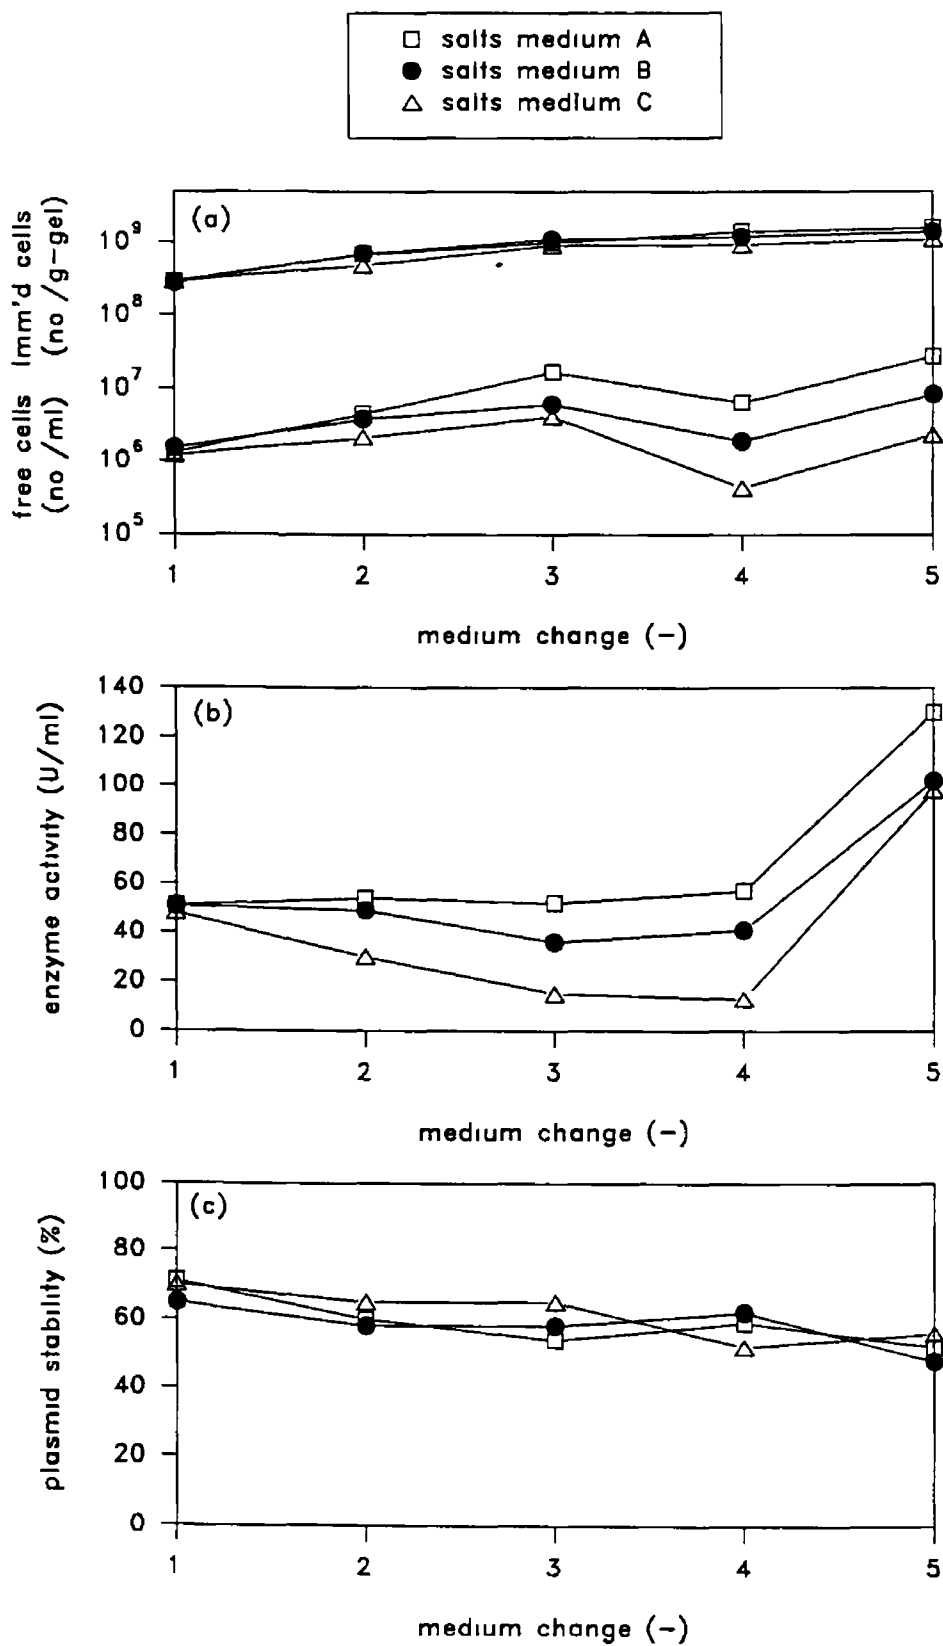 salts medium A
salts medium B
salts medium C
(a)
free cells Imm'd cells
(no /ml) (no /g-gel)
10^9
10^8
10^7
10^6
10^5
1 2 3 4 5
medium change (-)
(b)
enzyme activity (U/ml)
140
120
100
80
60
40
20
0
1 2 3 4 5
medium change (-)
(c)
plasmid stability (%)
100
80
60
40
20
0
1 2 3 4 5
medium change (-)